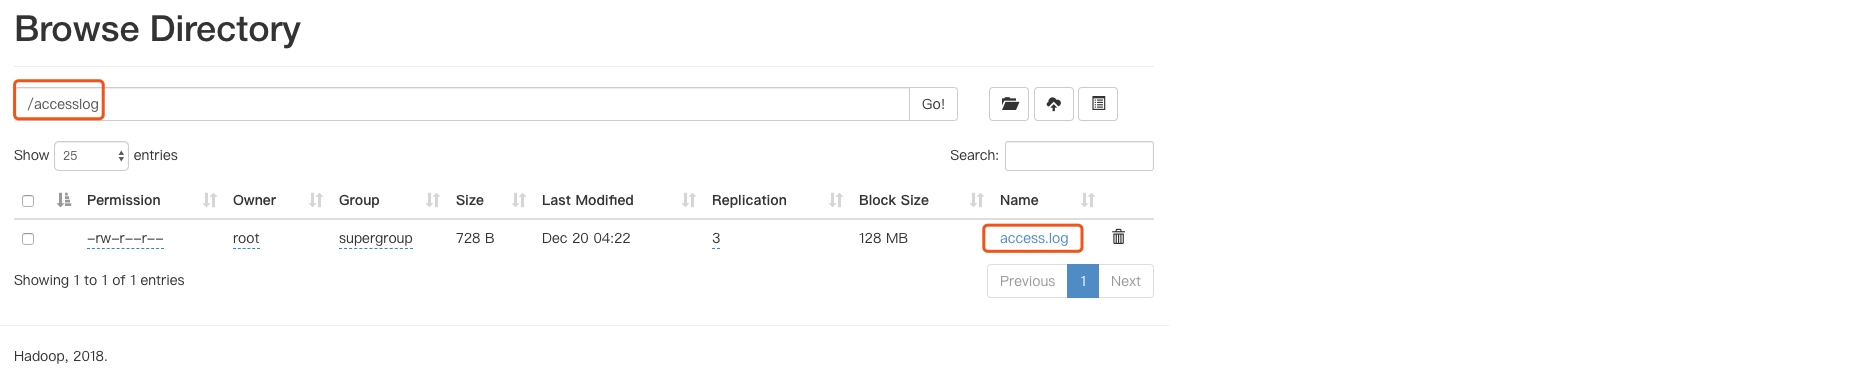 Browse Directory
/accesslog Go!
Show 25 entries Search:
Permission Owner Group Size Last Modified Replication Block Size Name
-rw-r--r-- root supergroup 728 B Dec 20 04:22 3 128 MB access.log
Showing 1 to 1 of 1 entries Previous 1 Next
Hadoop, 2018.